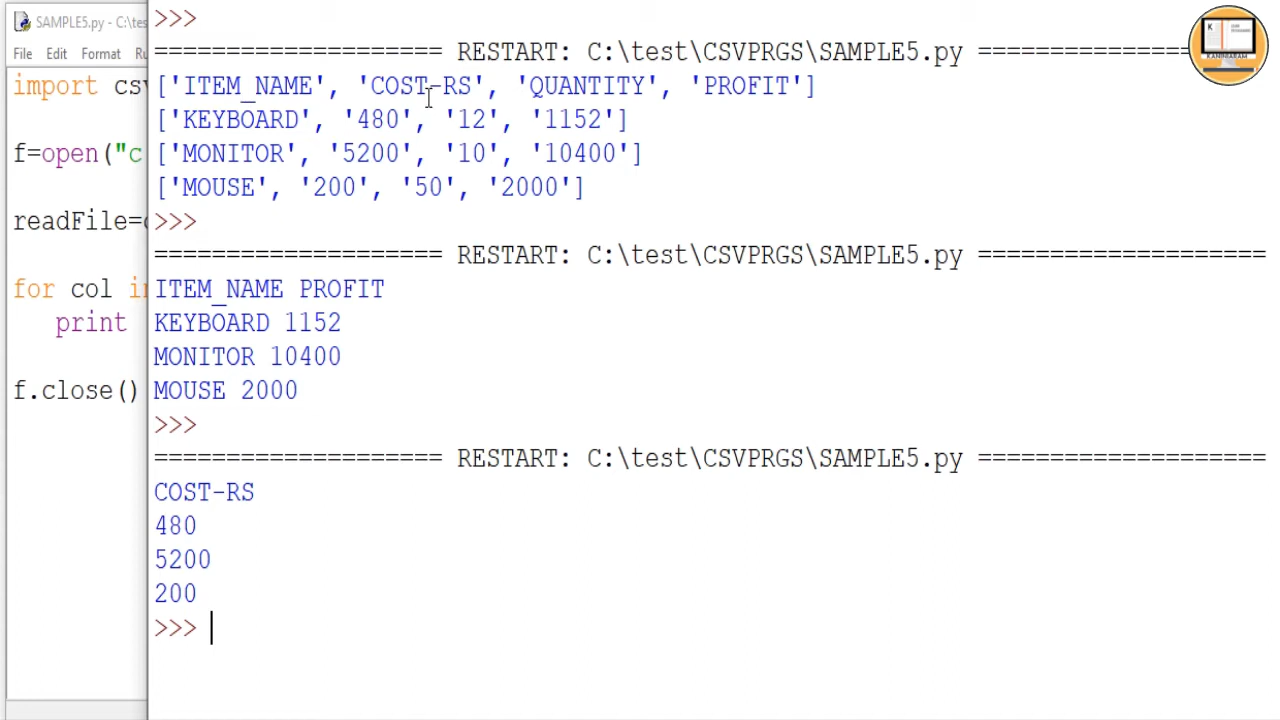 SAMPLE5.py - C:\tes
File Edit Format Ru
import csv
f=open("c
readFile=c
for col in
print
f.close()
>>>
==================== RESTART: C:\test\CSVPRGS\SAMPLE5.py ====================
['ITEM_NAME', 'COST-RS', 'QUANTITY', 'PROFIT']
['KEYBOARD', '480', '12', '1152']
['MONITOR', '5200', '10', '10400']
['MOUSE', '200', '50', '2000']
>>>
==================== RESTART: C:\test\CSVPRGS\SAMPLE5.py ====================
ITEM_NAME PROFIT
KEYBOARD 1152
MONITOR 10400
MOUSE 2000
>>>
==================== RESTART: C:\test\CSVPRGS\SAMPLE5.py ====================
COST-RS
480
5200
200
>>>
K
KANINIARAM